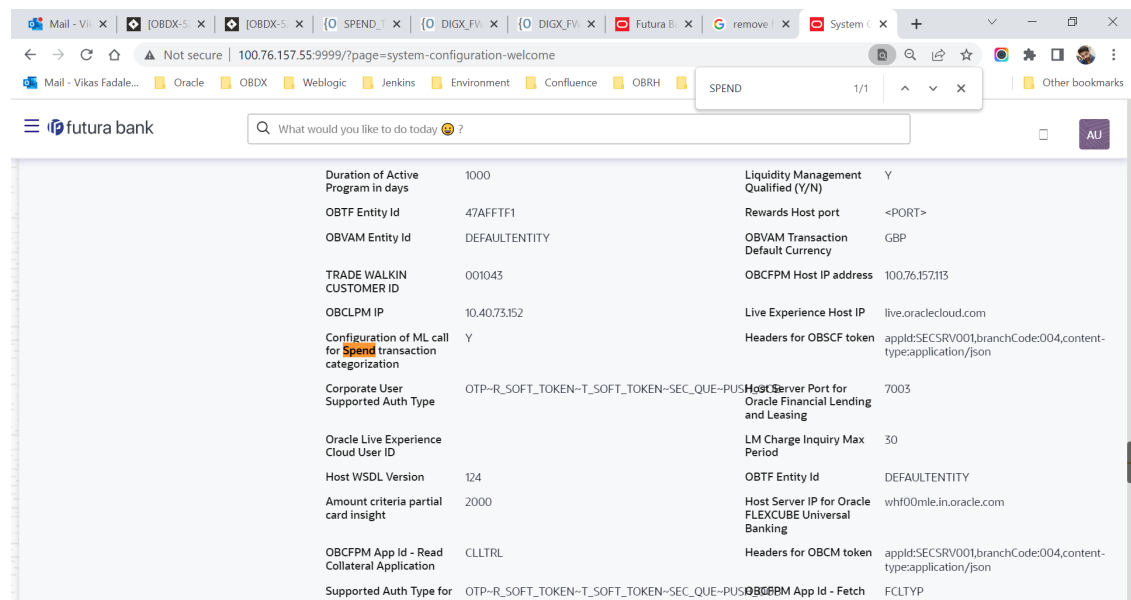 Mail - Vi
[OBDX-5
[OBDX-5
SPEND_T
DIGX_FW
DIGX_FW
Futura B
remove
System C
Not secure
100.76.157.55:9999/?page=system-configuration-welcome
Mail - Vikas Fadale...
Oracle
OBDX
Weblogic
Jenkins
Environment
Confluence
OBRH
Other bookmarks
SPEND
1/1
futura bank
What would you like to do today 😀 ?
AU
Duration of Active
Program in days
1000
Liquidity Management
Qualified (Y/N)
Y
OBTF Entity Id
47AFFTF1
Rewards Host port
<PORT>
OBVAM Entity Id
DEFAULTENTITY
OBVAM Transaction
Default Currency
GBP
TRADE WALKIN
CUSTOMER ID
001043
OBCFPM Host IP address
100.76.157.113
OBCLPM IP
10.40.73.152
Live Experience Host IP
live.oraclecloud.com
Configuration of ML call
for Spend transaction
categorization
Y
Headers for OBSCF token
appId:SECSRV001,branchCode:004,content-
type:application/json
Corporate User
Supported Auth Type
OTP~R_SOFT_TOKEN~T_SOFT_TOKEN~SEC_QUE~PUSH_OOB
Host Server Port for
Oracle Financial Lending
and Leasing
7003
Oracle Live Experience
Cloud User ID
LM Charge Inquiry Max
Period
30
Host WSDL Version
124
OBTF Entity Id
DEFAULTENTITY
Amount criteria partial
card insight
2000
Host Server IP for Oracle
FLEXCUBE Universal
Banking
whf00mle.in.oracle.com
OBCFPM App Id - Read
Collateral Application
CLLTRL
Headers for OBCM token
appId:SECSRV001,branchCode:004,content-
type:application/json
Supported Auth Type for
OTP~R_SOFT_TOKEN~T_SOFT_TOKEN~SEC_QUE~PUSH_OOB
OBCFPM App Id - Fetch
FCLTYP